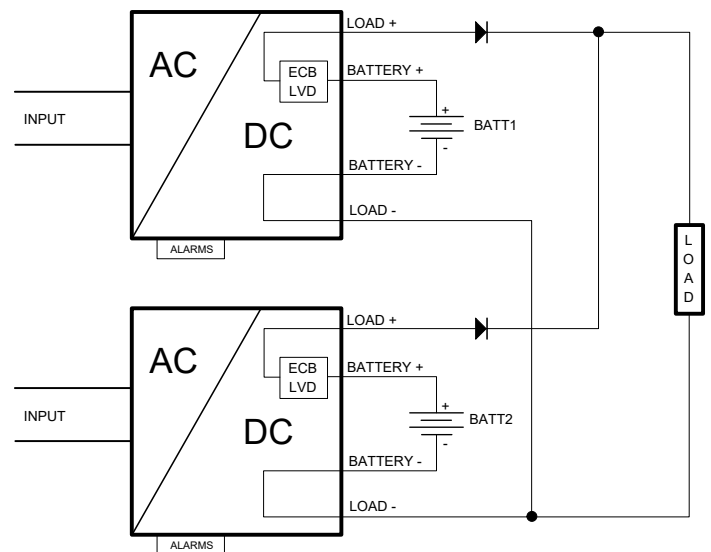 LOAD +
AC
ECB
LVD
BATTERY +
INPUT
+
BATT1
DC
-
BATTERY -
LOAD -
ALARMS
L
O
A
D
LOAD +
AC
ECB
LVD
BATTERY +
INPUT
+
BATT2
DC
-
BATTERY -
LOAD -
ALARMS